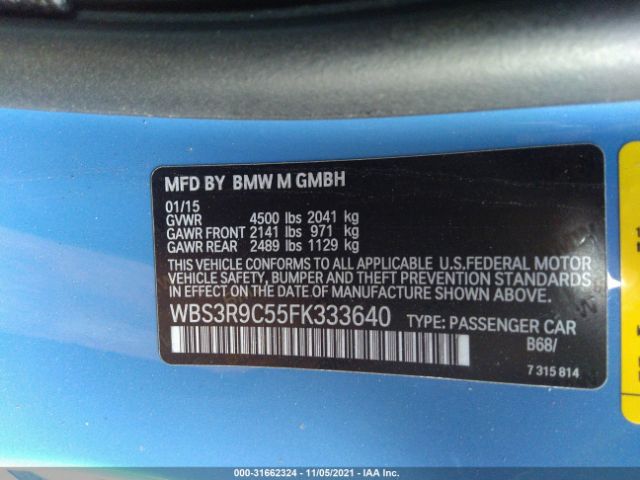 MFD BY BMW M GMBH
01/15
GVWR 4500 lbs 2041 kg
GAWR FRONT 2141 lbs 971 kg
GAWR REAR 2489 lbs 1129 kg
THIS VEHICLE CONFORMS TO ALL APPLICABLE U.S.FEDERAL MOTOR
VEHICLE SAFETY, BUMPER AND THEFT PREVENTION STANDARDS
IN EFFECT ON THE DATE OF MANUFACTURE SHOWN ABOVE.
WBS3R9C55FK333640 TYPE: PASSENGER CAR
B68/
7 315 814
000-31662324 | 11/05/2021 - IAA Inc.